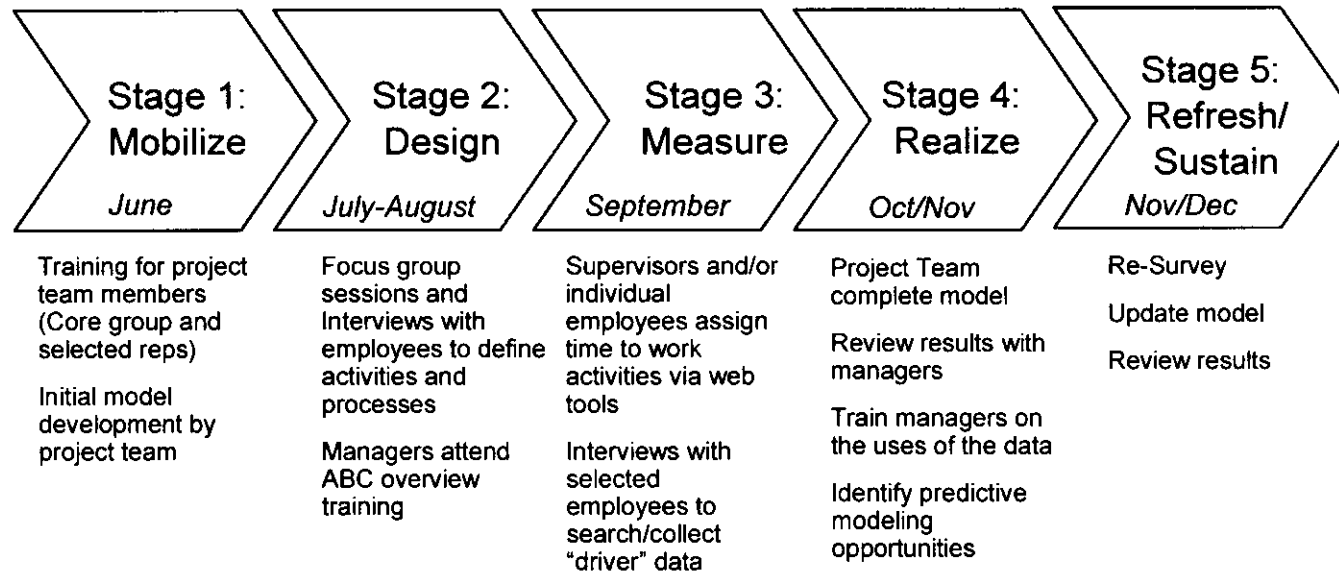 Stage 1:
Mobilize
June
Stage 2:
Design
July-August
Stage 3:
Measure
September
Stage 4:
Realize
Oct/Nov
Stage 5:
Refresh/
Sustain
Nov/Dec
Training for project
team members
(Core group and
selected reps)
Initial model
development by
project team
Focus group
sessions and
Interviews with
employees to define
activities and
processes
Managers attend
ABC overview
training
Supervisors and/or
individual
employees assign
time to work
activities via web
tools
Interviews with
selected
employees to
search/collect
“driver” data
Project Team
complete model
Review results with
managers
Train managers on
the uses of the data
Identify predictive
modeling
opportunities
Re-Survey
Update model
Review results